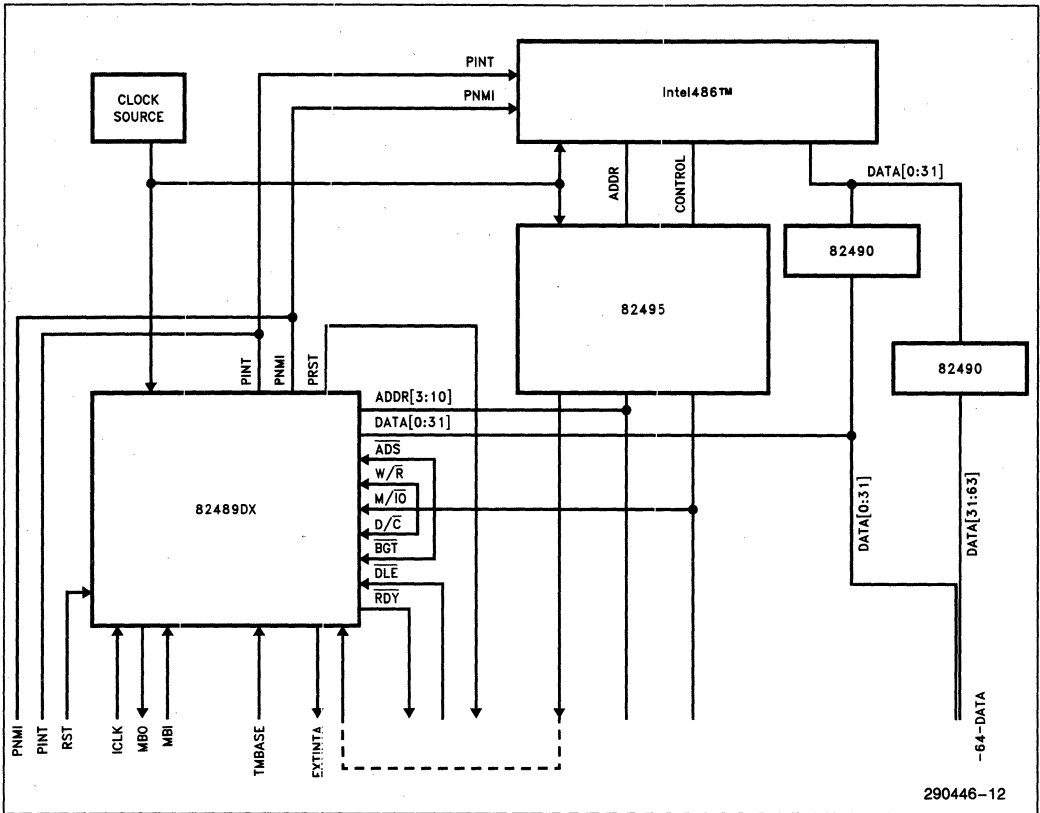 PINT
Intel486™
CLOCK
SOURCE
PNMI
ADDR
CONTROL
DATA[0:31]
82490
82495
82490
PINT
PNMI
PRST
ADDR[3:10]
DATA[0:31]
ADS
W/R
M/IO
82489DX
D/C
BGT
DLE
RDY
DATA[0:31]
DATA[31:63]
PNMI
PINT
RST
ICLK
MBO
MBI
TMBASE
EXTINTA
-64-DATA
290446-12